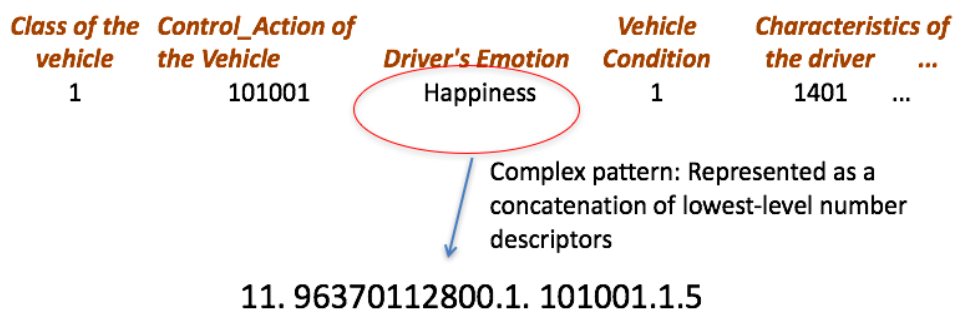 Class of the vehicle Control_Action of the Vehicle Driver's Emotion Vehicle Condition Characteristics of the driver ...
1 101001 Happiness 1 1401 ...
Complex pattern: Represented as a
concatenation of lowest-level number
descriptors
11. 96370112800.1. 101001.1.5